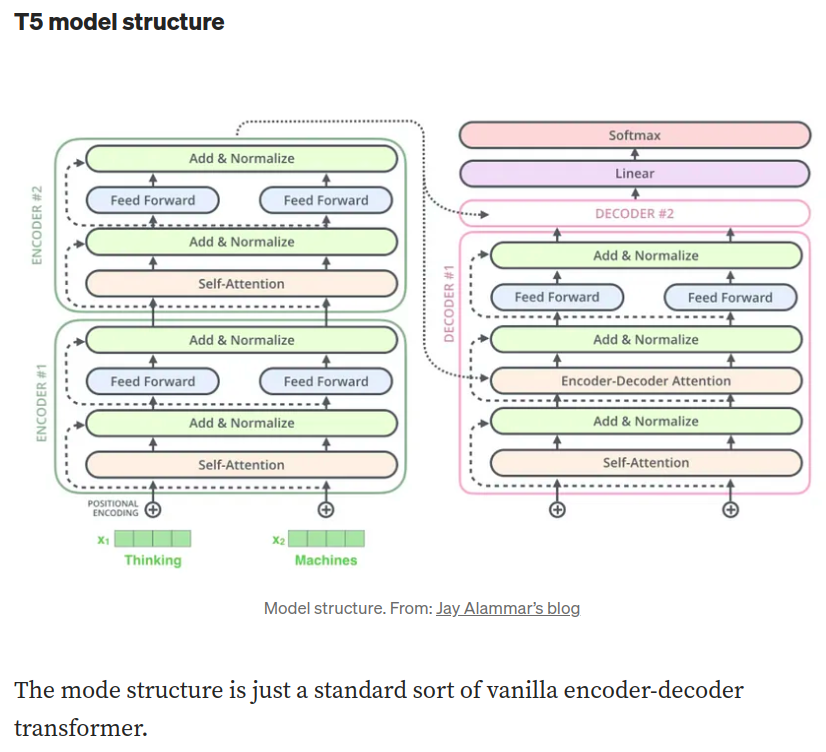 T5 model structure
ENCODER #2
Add & Normalize
Feed Forward
Feed Forward
Add & Normalize
Self-Attention
ENCODER #1
Add & Normalize
Feed Forward
Feed Forward
Add & Normalize
Self-Attention
POSITIONAL
ENCODING
X1
Thinking
X2
Machines
Softmax
Linear
DECODER #2
DECODER #1
Add & Normalize
Feed Forward
Feed Forward
Add & Normalize
Encoder-Decoder Attention
Add & Normalize
Self-Attention
Model structure. From: Jay Alammar’s blog
The mode structure is just a standard sort of vanilla encoder-decoder
transformer.